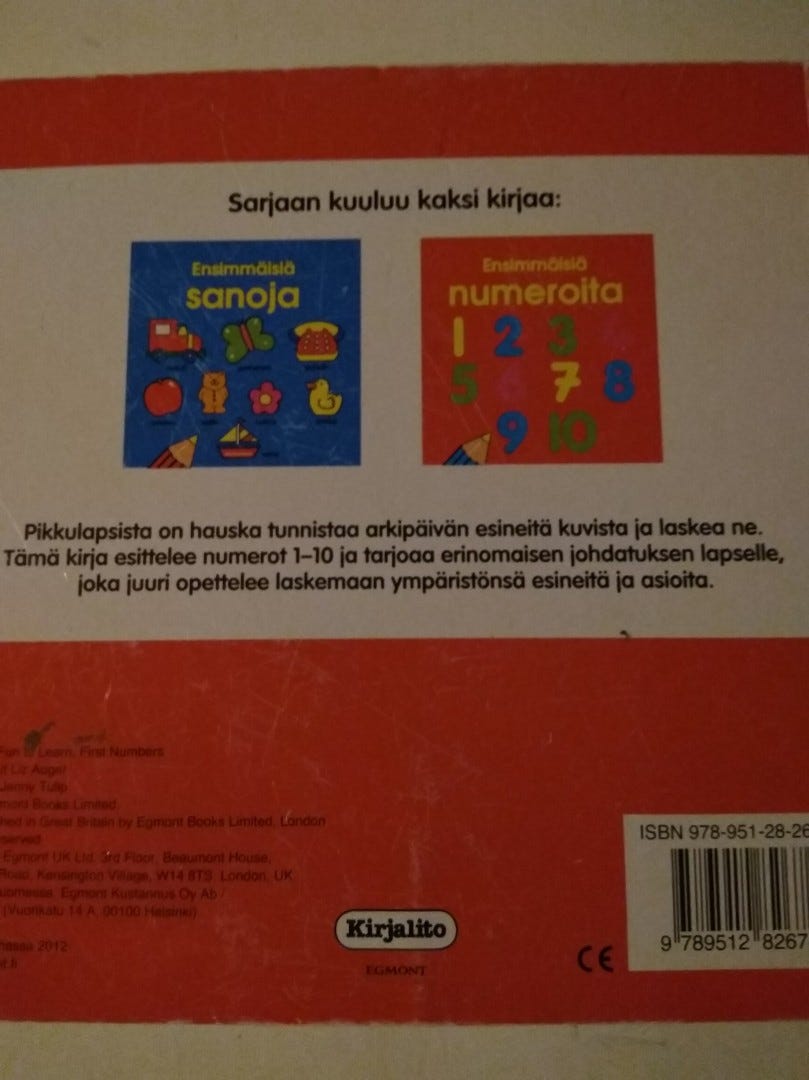 Sarjaan kuuluu kaksi kirjaa:
Ensimmäisiä
sanoja
Ensimmäisiä
numeroita
1 2 3 4
5 6 7 8
9 10
Pikkulapsista on hauska tunnistaa arkipäivän esineitä kuvista ja laskea ne.
Tämä kirja esittelee numerot 1–10 ja tarjoaa erinomaisen johdatuksen lapselle,
joka juuri opettelee laskemaan ympäristönsä esineitä ja asioita.
Fun to Learn, First Numbers
Liz Auger
Jenny Tulip
mont Books Limited.
hed in Great Britain by Egmont Books Limited, London
served.
Egmont UK Ltd. 3rd Floor, Beaumont House,
Road, Kensington Village, W14 8TS London, UK
uomessa: Egmont Kustannus Oy Ab /
(Vuorikatu 14 A, 00100 Helsinki)
nassa 2012
Kirjalito
EGMONT
CE
ISBN 978-951-28-26
9 789512 8267